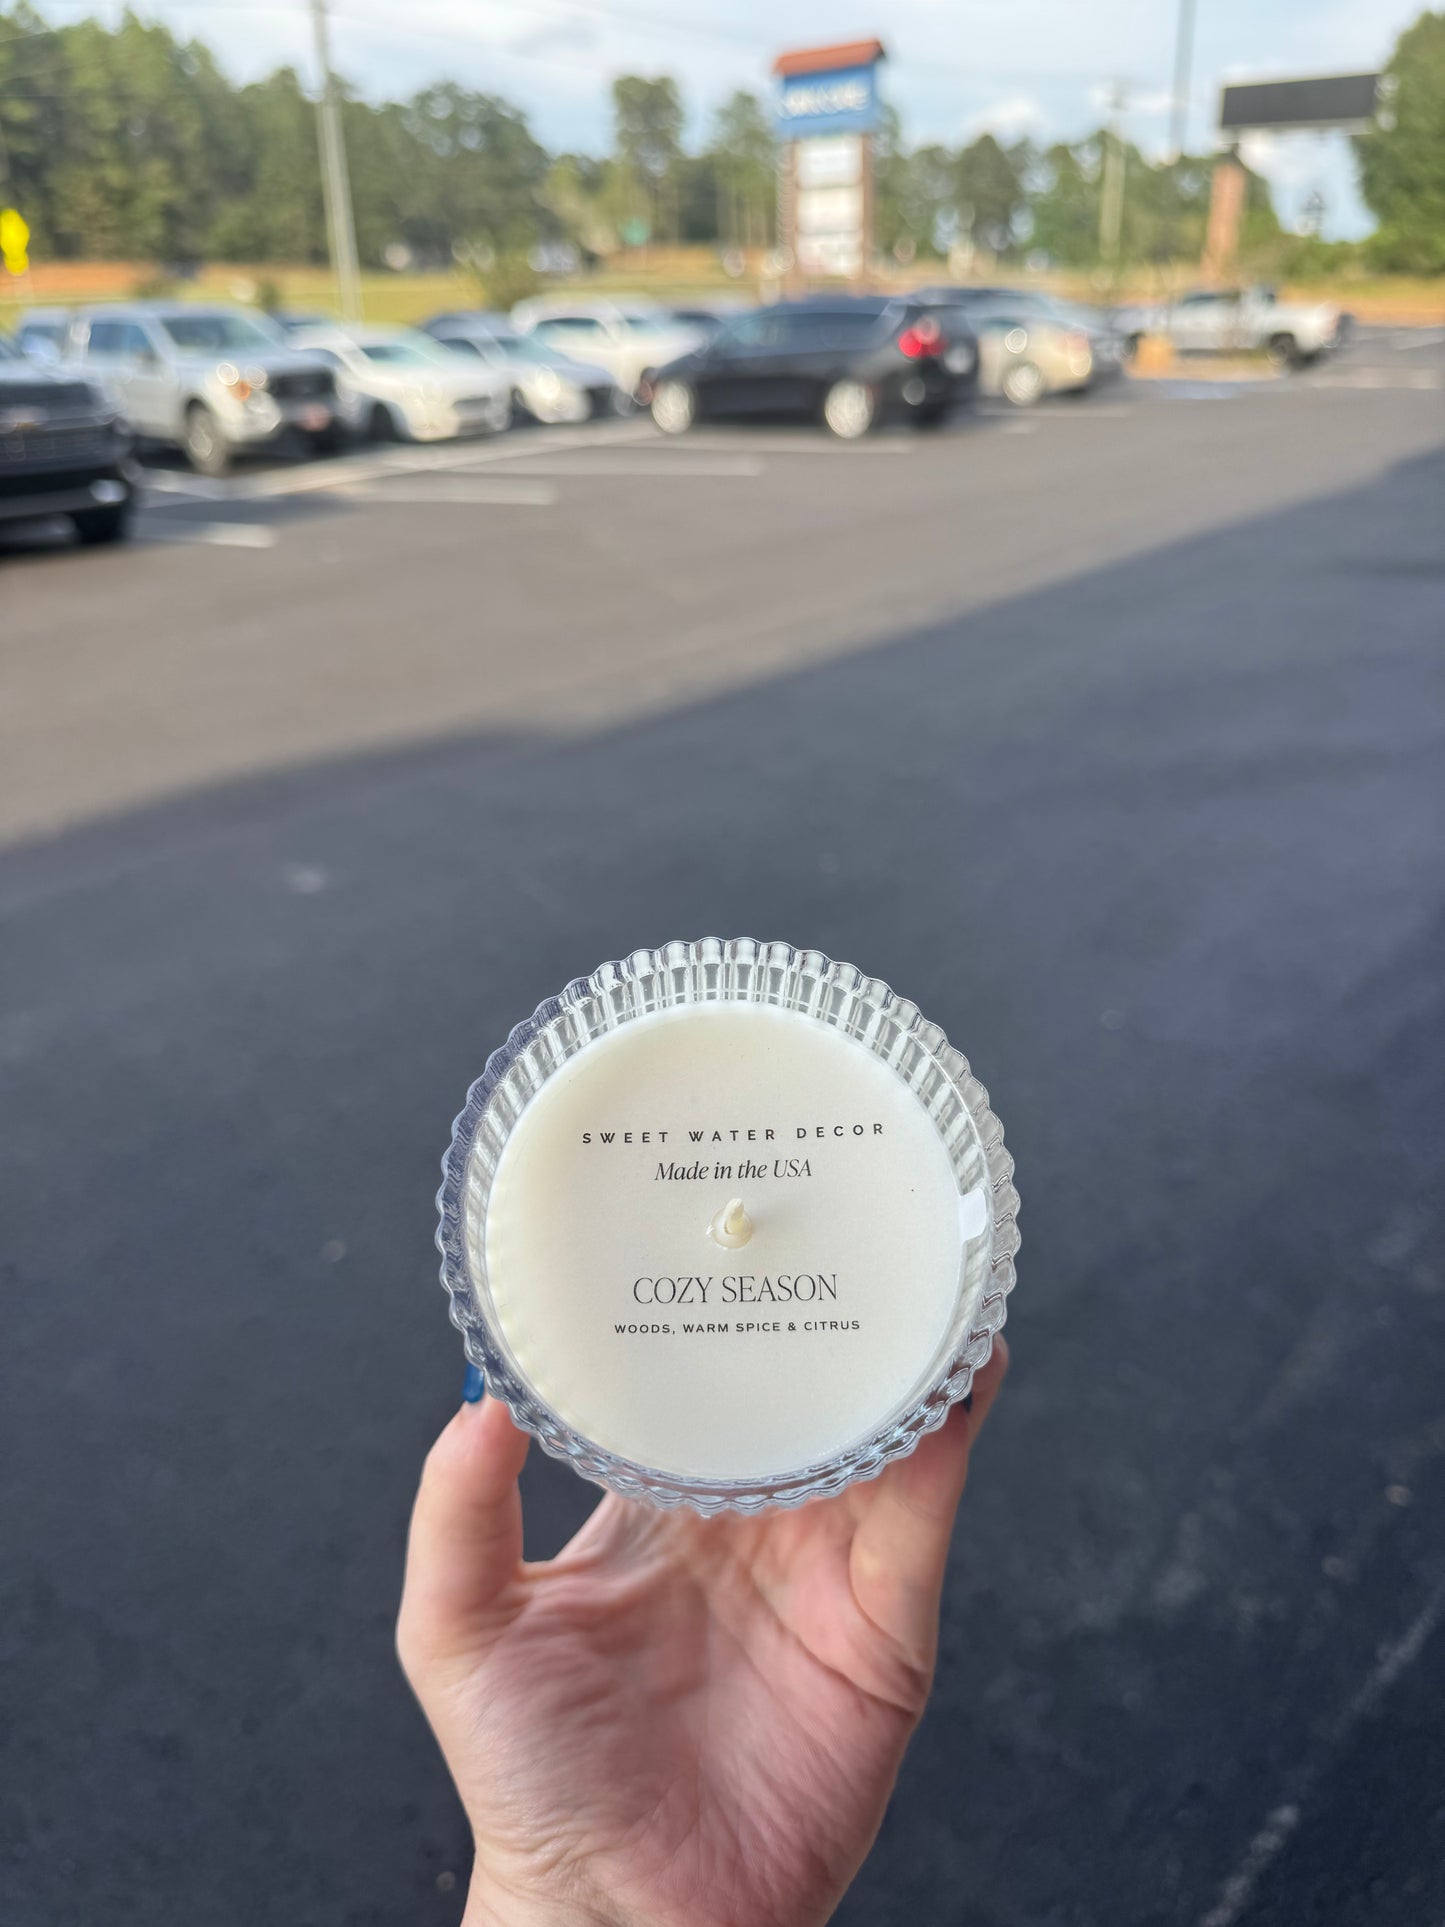 SWEET WATER DECOR
Made in the USA
COZY SEASON
WOODS, WARM SPICE & CITRUS